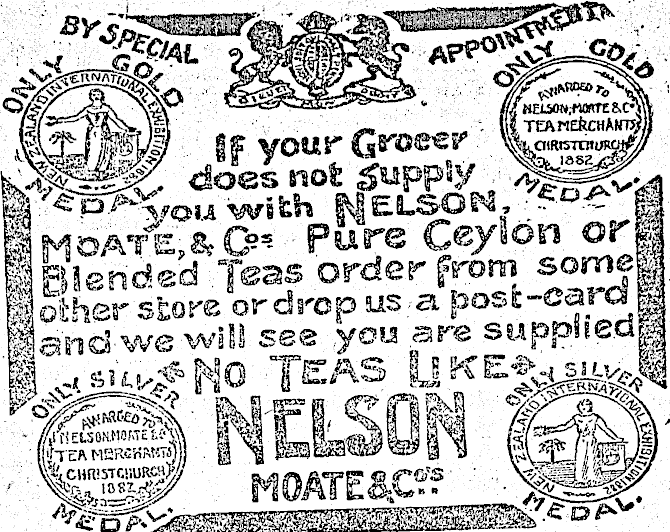 BY SPECIAL APPOINTMENT
ONLY GOLD MEDAL.
NEW ZEALAND INTERNATIONAL EXHIBITION 1882
ONLY GOLD MEDAL.
AWARDED TO
NELSON, MOATE & Co
TEA MERCHANTS
CHRISTCHURCH
1882
If your Grocer
does not supply
you with NELSON,
MOATE, & Cos Pure Ceylon or
Blended Teas order from some
other store or drop us a post-card
and we will see you are supplied
NO TEAS LIKE
NELSON
MOATE & Co's.
ONLY SILVER MEDAL.
AWARDED TO
NELSON MOATE & Co
TEA MERCHANTS
CHRISTCHURCH
1882
ONLY SILVER MEDAL.
NEW ZEALAND INTERNATIONAL EXHIBITION 1882